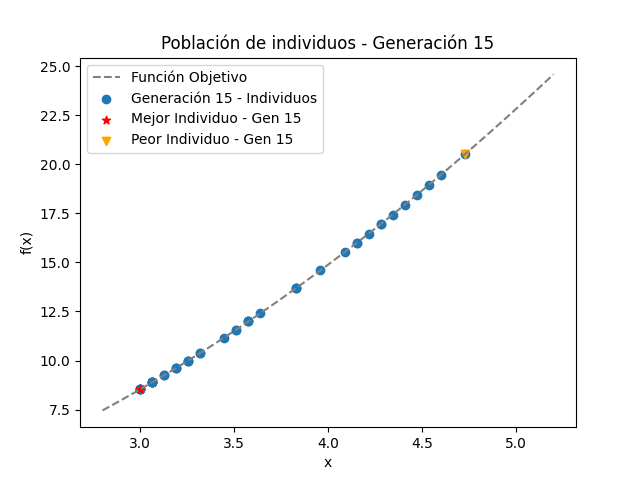 Población de individuos - Generación 15
Función Objetivo
Generación 15 - Individuos
Mejor Individuo - Gen 15
Peor Individuo - Gen 15
25.0
22.5
20.0
17.5
15.0
12.5
10.0
7.5
f(x)
3.0 3.5 4.0 4.5 5.0
x